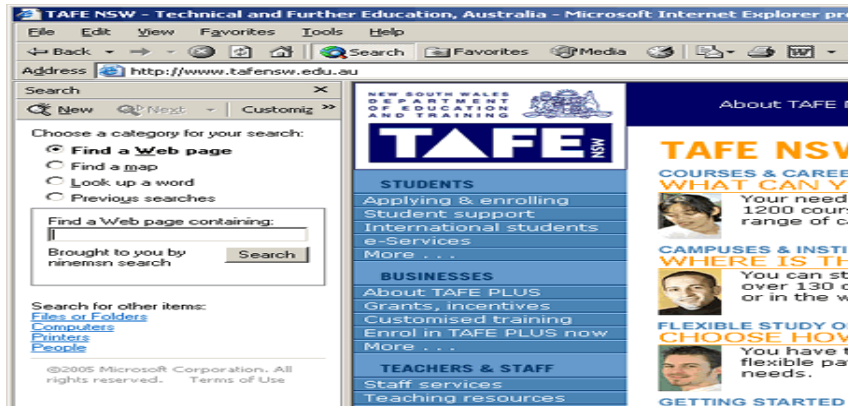 TAFE NSW - Technical and Further Education, Australia - Microsoft Internet Explorer pro
File Edit View Favorites Tools Help
Back Search Favorites Media
Address http://www.tafensw.edu.au
Search
New Next Customiz
Choose a category for your search:
Find a Web page
Find a map
Look up a word
Previous searches
Find a Web page containing:
Brought to you by
ninemsn search
Search
Search for other items:
Files or Folders
Computers
Printers
People
©2005 Microsoft Corporation. All
rights reserved. Terms of Use
NEW SOUTH WALES
DEPARTMENT
OF EDUCATION
AND TRAINING
TAFE NSW
STUDENTS
Applying & enrolling
Student support
International students
e-Services
More . . .
BUSINESSES
About TAFE PLUS
Grants, incentives
Customised training
Enrol in TAFE PLUS now
More . . .
TEACHERS & STAFF
Staff services
Teaching resources
About TAFE N
TAFE NSW
COURSES & CAREE
WHAT CAN Y
Your need
1200 cours
range of ca
CAMPUSES & INSTI
WHERE IS TH
You can st
over 130 c
or in the w
FLEXIBLE STUDY O
CHOOSE HOW
You have t
flexible pa
needs.
GETTING STARTED